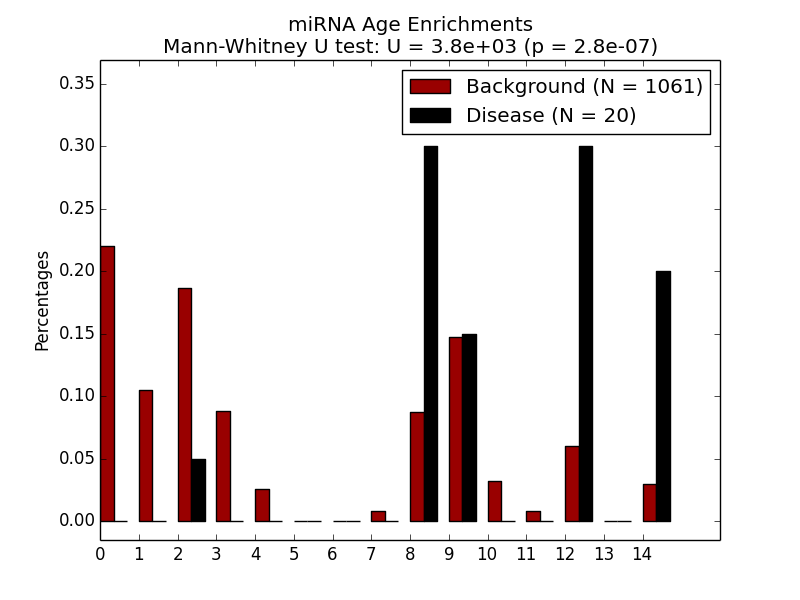 miRNA Age Enrichments
Mann-Whitney U test: U = 3.8e+03 (p = 2.8e-07)
Background (N = 1061)
Disease (N = 20)
Percentages
0.35
0.30
0.25
0.20
0.15
0.10
0.05
0.00
0 1 2 3 4 5 6 7 8 9 10 11 12 13 14